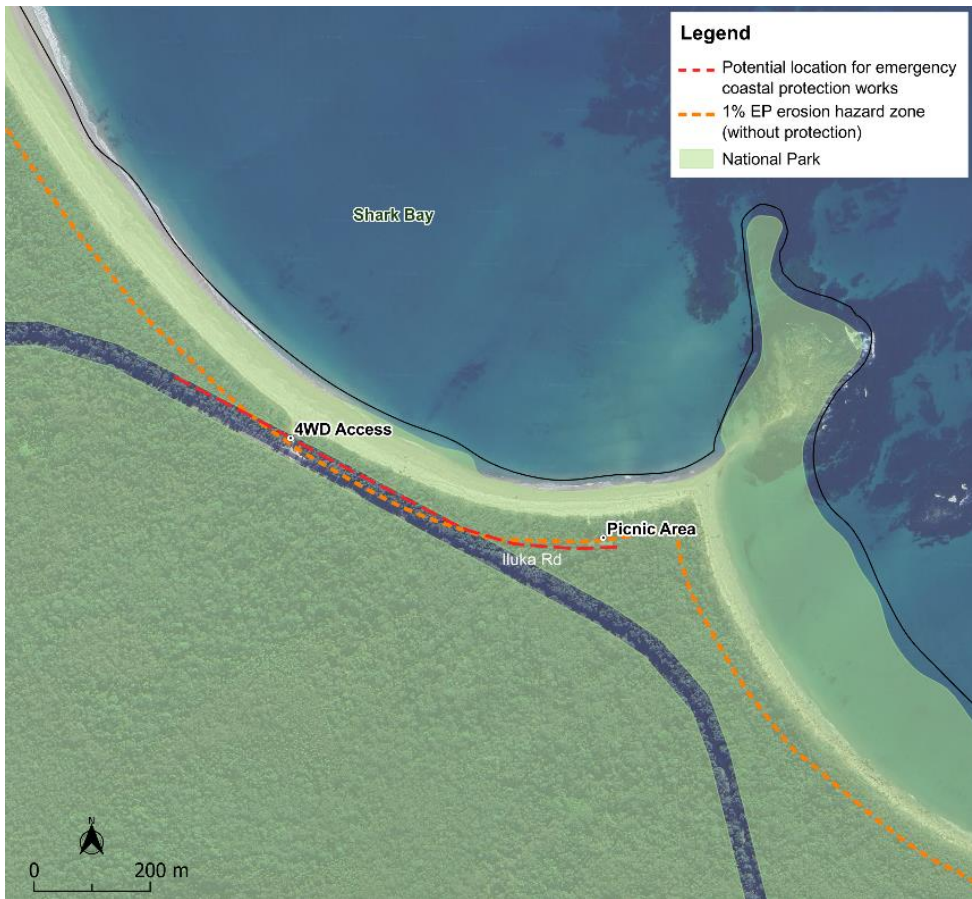 Legend
Potential location for emergency
coastal protection works
1% EP erosion hazard zone
(without protection)
National Park
Shark Bay
4WD Access
Picnic Area
Iluka Rd
N
0 200 m